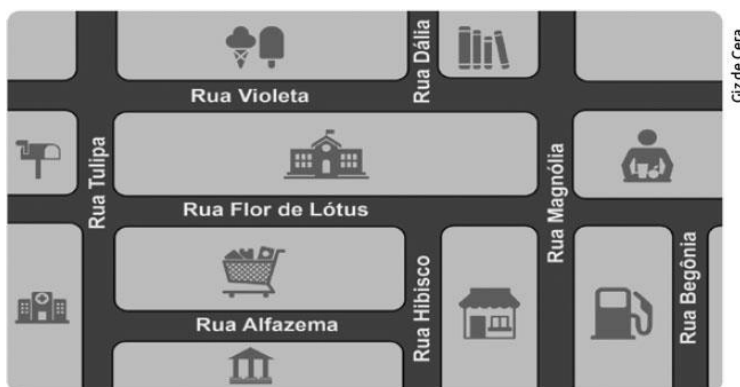 Giz de Cera
Rua Dália
Rua Violeta
Rua Tulipa
Rua Magnólia
Rua Flor de Lótus
Rua Hibisco
Rua Begônia
Rua Alfazema